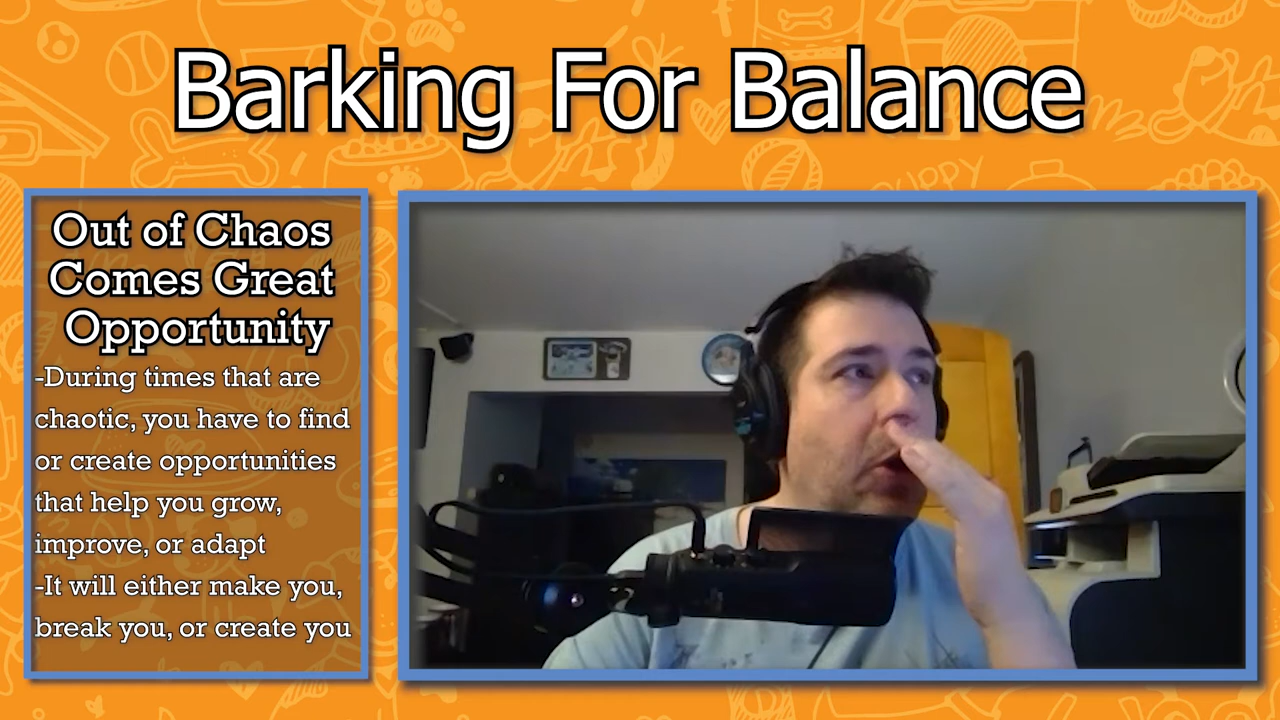 Barking For Balance
Out of Chaos
Comes Great
Opportunity
-During times that are
chaotic, you have to find
or create opportunities
that help you grow,
improve, or adapt
-It will either make you,
break you, or create you
PUPPY